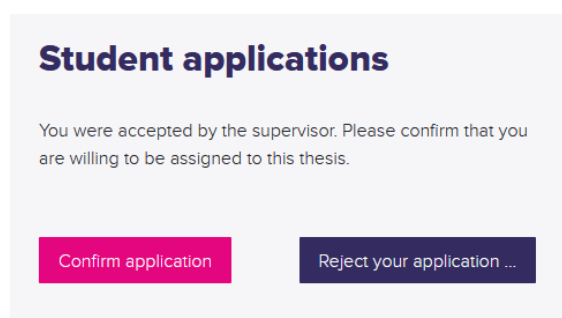 Student applications
You were accepted by the supervisor. Please confirm that you
are willing to be assigned to this thesis.
Confirm application
Reject your application ...